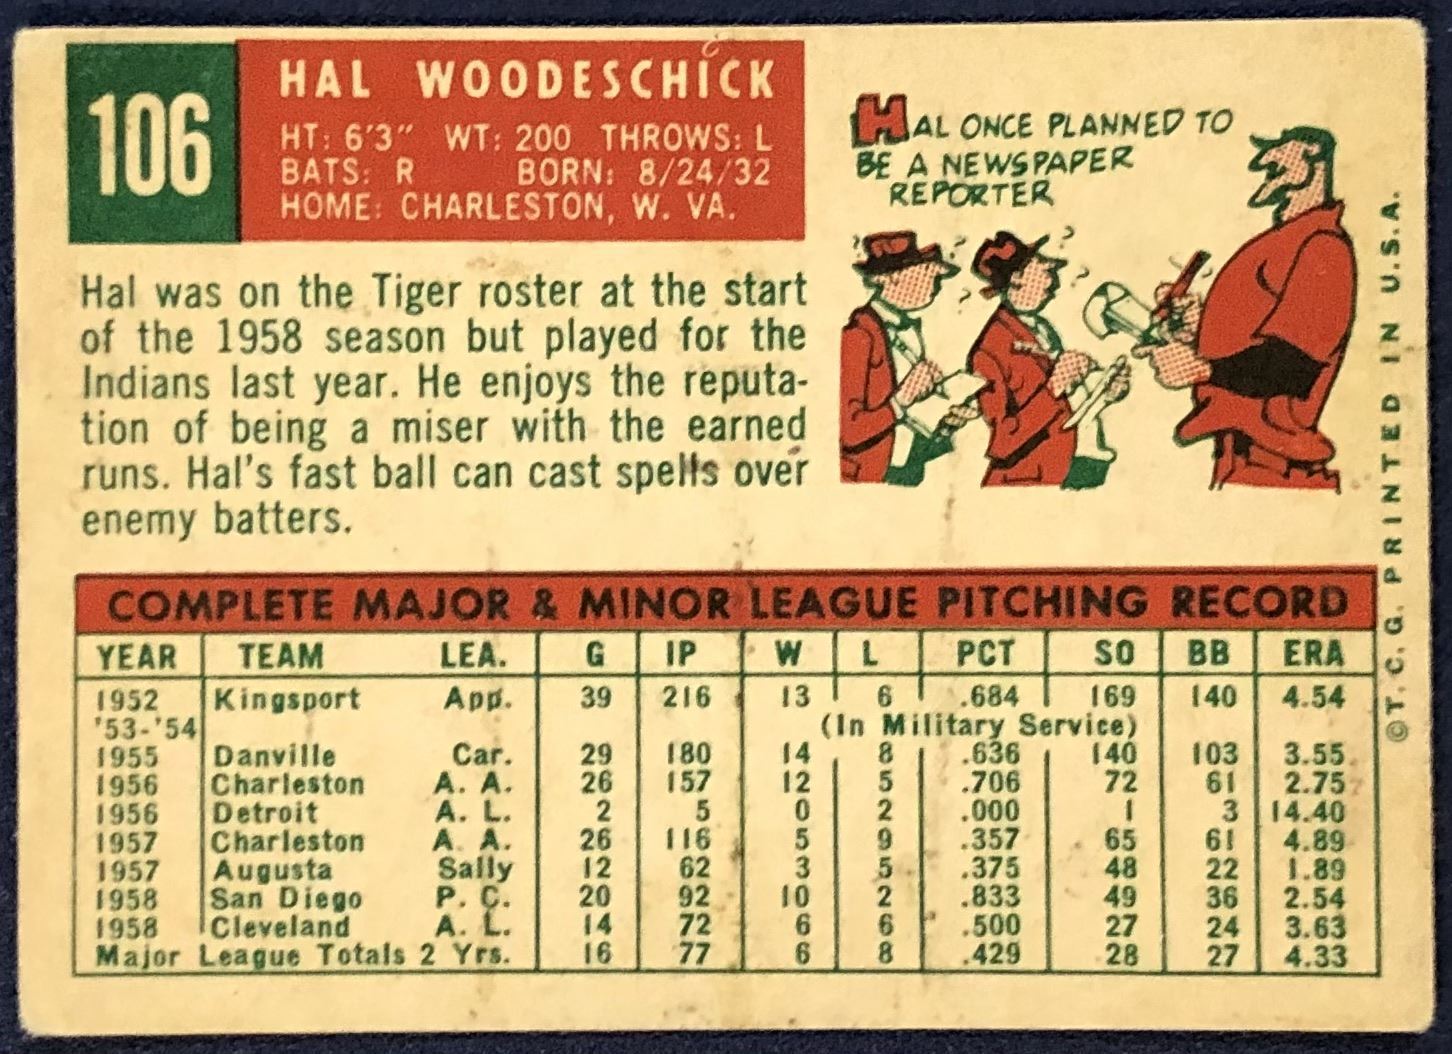 106
HAL WOODESCHICK
HT: 6'3" WT: 200 THROWS: L
BATS: R BORN: 8/24/32
HOME: CHARLESTON, W. VA.
Hal was on the Tiger roster at the start
of the 1958 season but played for the
Indians last year. He enjoys the reputa-
tion of being a miser with the earned
runs. Hal's fast ball can cast spells over
enemy batters.
HAL ONCE PLANNED TO
BE A NEWSPAPER
REPORTER
? ? ? ? ?
COMPLETE MAJOR & MINOR LEAGUE PITCHING RECORD
YEAR TEAM LEA. G IP W L PCT SO BB ERA
1952 Kingsport App. 39 216 13 6 .684 169 140 4.54
'53-'54 (In Military Service)
1955 Danville Car. 29 180 14 8 .636 140 103 3.55
1956 Charleston A. A. 26 157 12 5 .706 72 61 2.75
1956 Detroit A. L. 2 5 0 2 .000 1 3 14.40
1957 Charleston A. A. 26 116 5 9 .357 65 61 4.89
1957 Augusta Sally 12 62 3 5 .375 48 22 1.89
1958 San Diego P. C. 20 92 10 2 .833 49 36 2.54
1958 Cleveland A. L. 14 72 6 6 .500 27 24 3.63
Major League Totals 2 Yrs. 16 77 6 8 .429 28 27 4.33
©T. C. G. PRINTED IN U.S.A.